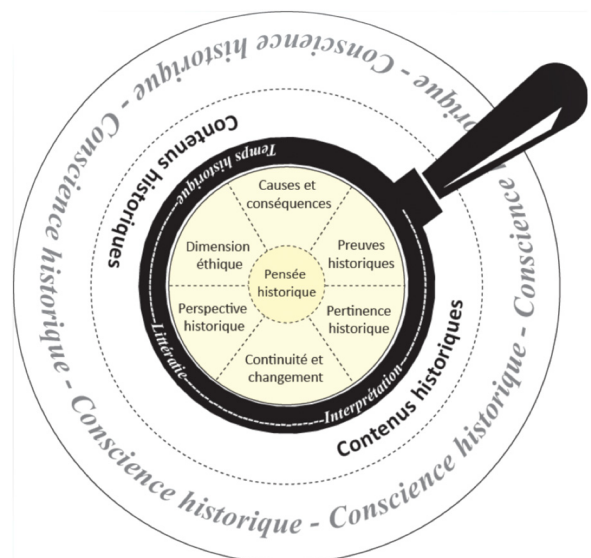 Conscience historique - Conscience historique - Conscience historique - Conscience historique - Conscience
Contenus historiques
Temps historique
Causes et
conséquences
Dimension
éthique
Preuves
historiques
Pensée
historique
Perspective
historique
Pertinence
historique
Continuité et
changement
Littératie
Interprétation
Contenus historiques